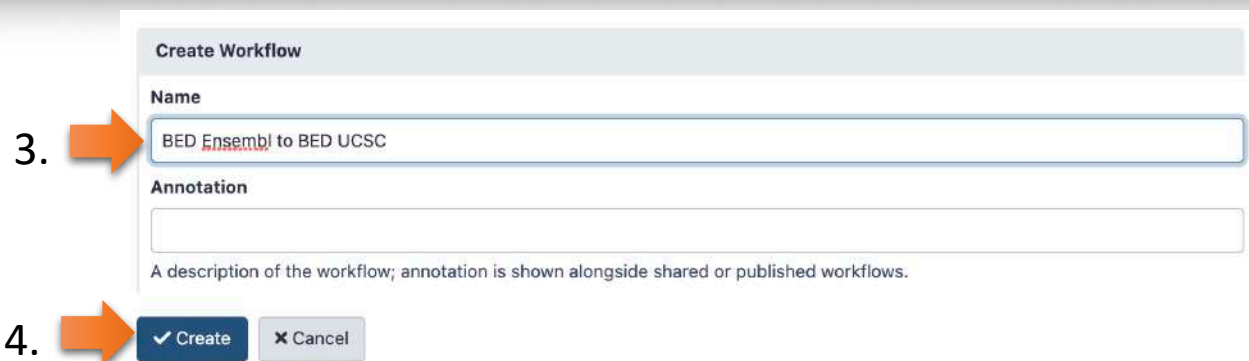 Create Workflow
Name
3.
BED Ensembl to BED UCSC
Annotation
A description of the workflow; annotation is shown alongside shared or published workflows.
4.
✓ Create
✕ Cancel